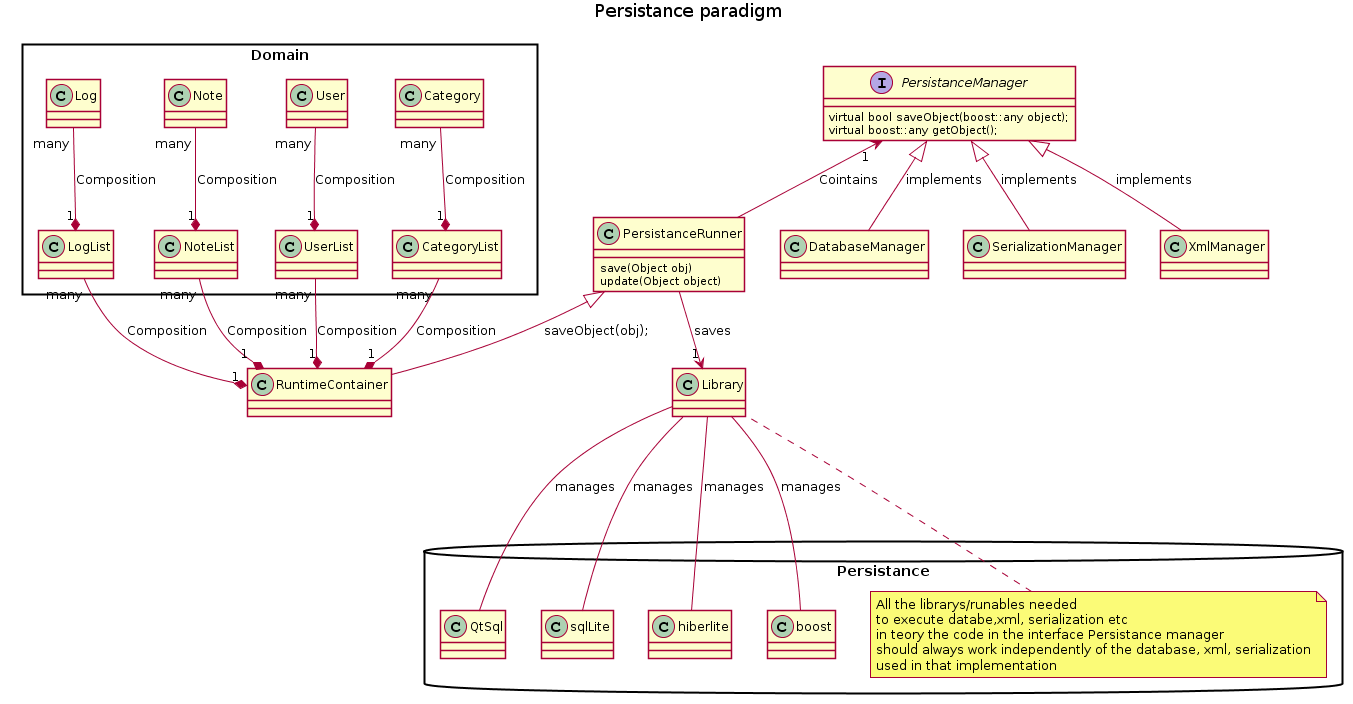 Persistance paradigm
Domain
C Log
C Note
C User
C Category
I PersistanceManager
virtual bool saveObject(boost::any object);
virtual boost::any getObject();
many
many
many
many
1
Composition
Composition
Composition
Composition
Cointains
implements
implements
implements
1
1
1
1
C LogList
C NoteList
C UserList
C CategoryList
C PersistanceRunner
save(Object obj)
update(Object object)
C DatabaseManager
C SerializationManager
C XmlManager
many
many
many
many
Composition
Composition
Composition
Composition
saveObject(obj);
saves
1
1
1
1
1
C RuntimeContainer
C Library
manages
manages
manages
manages
Persistance
C QtSql
C sqlLite
C hiberlite
C boost
All the librarys/runables needed
to execute databe,xml, serialization etc
in teory the code in the interface Persistance manager
should always work independently of the database, xml, serialization
used in that implementation